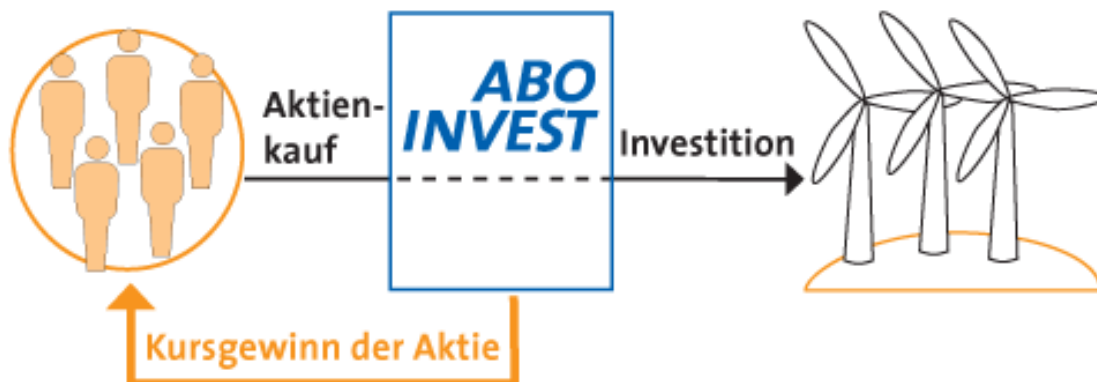 Aktien-
kauf
ABO
INVEST
Investition
Kursgewinn der Aktie